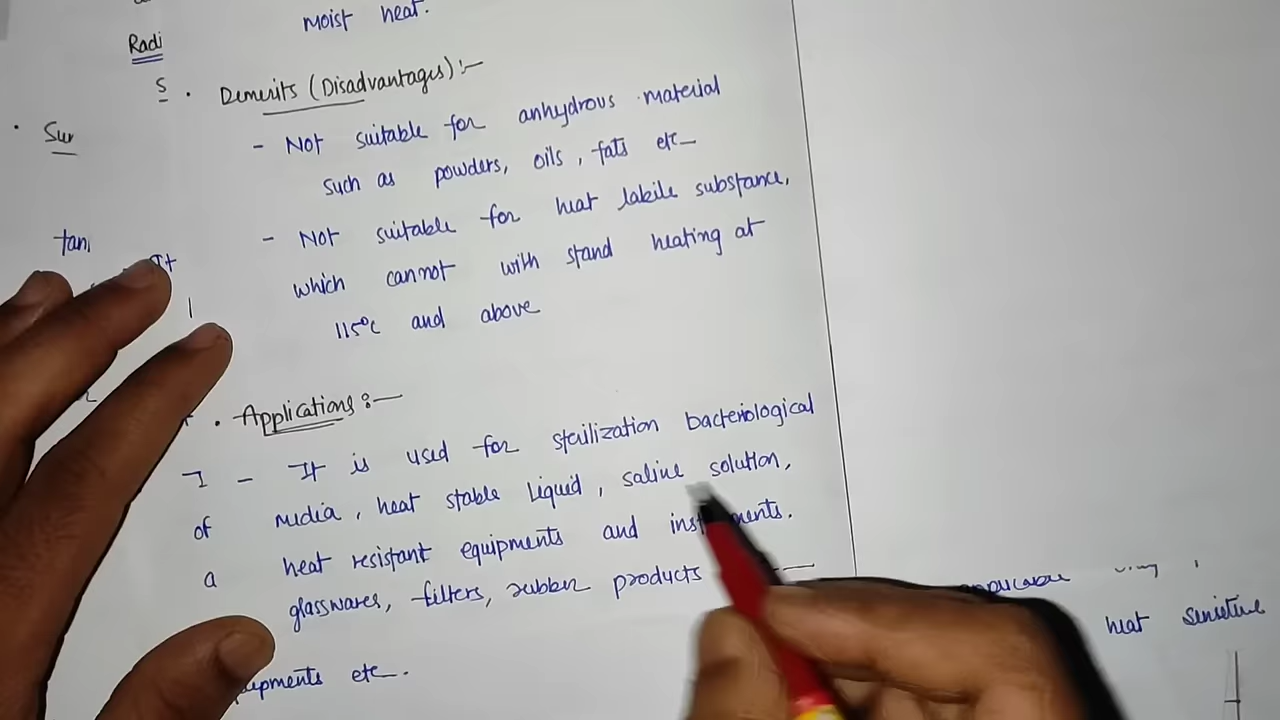 moist heat.
Radi
S . Demerits (Disadvantages) :-
- Not suitable for anhydrous material
Sur
such as powders, oils, fats etc-
- Not suitable for heat labile substance,
tan
which cannot with stand heating at
It
115°C and above
. Applications :-
I - It is used for sterilization bacteriological
of media, heat stable liquid, saline solution,
a heat resistant equipments and instruments.
glasswares, filters, rubber products
heat sensitive
etc.